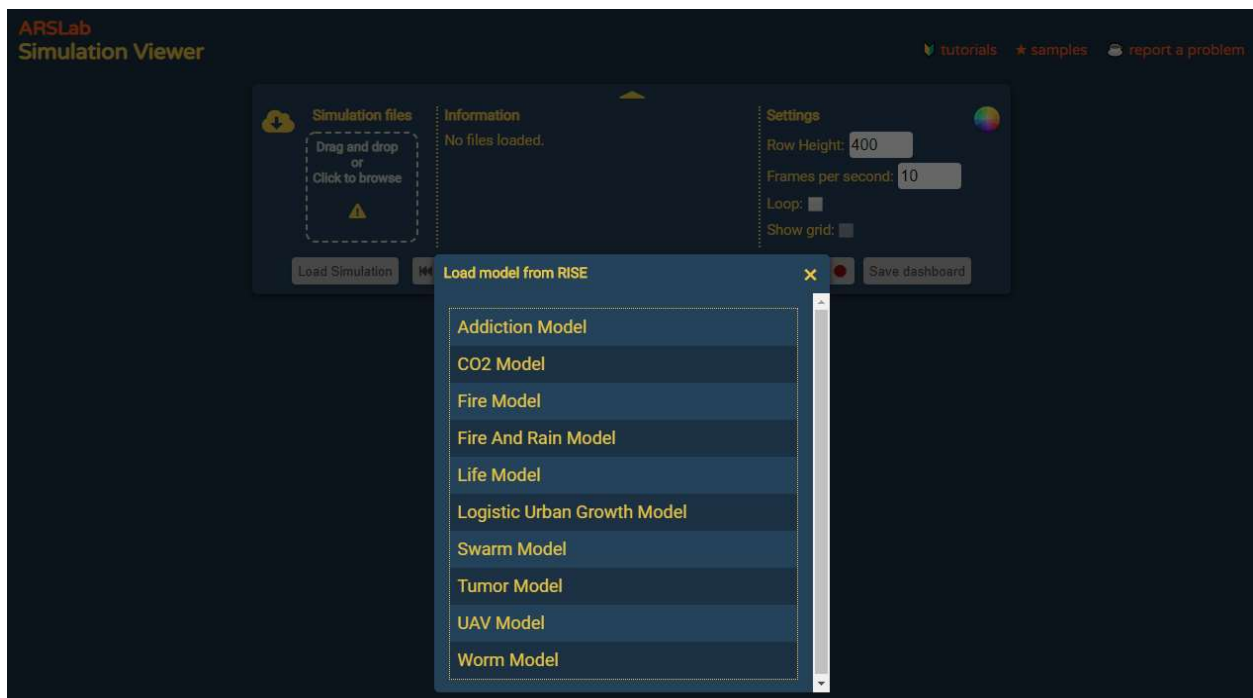 ARSLab
Simulation Viewer
tutorials samples report a problem
Simulation files
Drag and drop
or
Click to browse
Information
No files loaded.
Settings
Row Height: 400
Frames per second: 10
Loop:
Show grid:
Load Simulation
Save dashboard
Load model from RISE
Addiction Model
CO2 Model
Fire Model
Fire And Rain Model
Life Model
Logistic Urban Growth Model
Swarm Model
Tumor Model
UAV Model
Worm Model